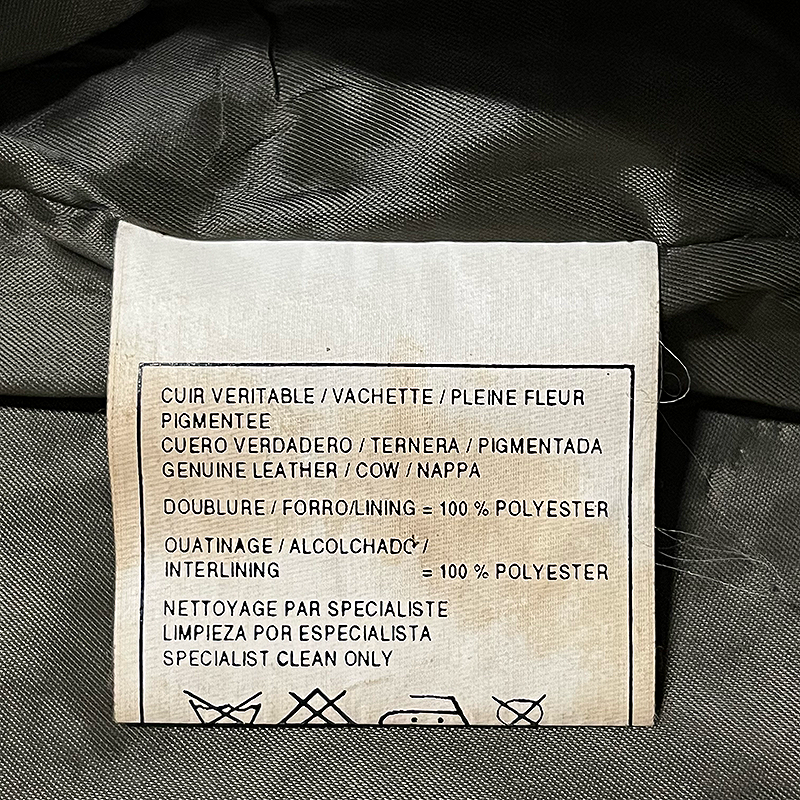 CUIR VERITABLE / VACHETTE / PLEINE FLEUR
PIGMENTEE
CUERO VERDADERO / TERNERA / PIGMENTADA
GENUINE LEATHER / COW / NAPPA
DOUBLURE / FORRO/LINING = 100 % POLYESTER
OUATINAGE / ALCOLCHADO /
INTERLINING = 100 % POLYESTER
NETTOYAGE PAR SPECIALISTE
LIMPIEZA POR ESPECIALISTA
SPECIALIST CLEAN ONLY